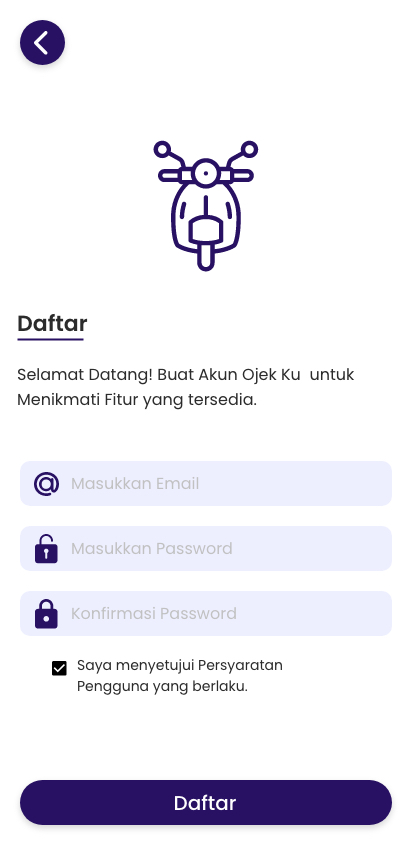 Daftar
Selamat Datang! Buat Akun Ojek Ku  untuk
Menikmati Fitur yang tersedia.
Masukkan Email
Masukkan Password
Konfirmasi Password
Saya menyetujui Persyaratan
Pengguna yang berlaku.
Daftar